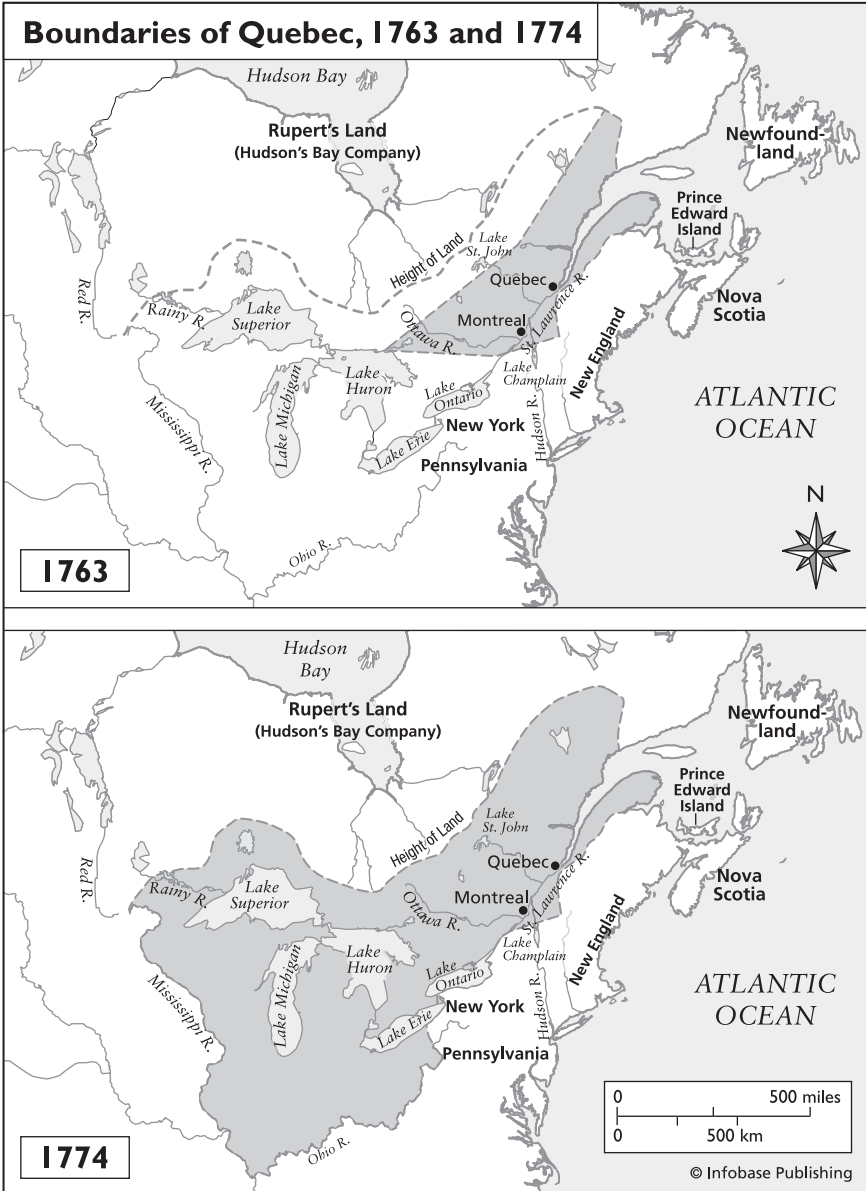 Boundaries of Quebec, 1763 and 1774
Hudson Bay
Rupert's Land
(Hudson's Bay Company)
Newfound-
land
Prince
Edward
Island
Height of Land
Lake
St. John
Québec
Nova
Scotia
Red R.
Rainy R.
Lake
Superior
Ottawa R.
Montreal
St. Lawrence R.
New England
Lake
Huron
Lake
Champlain
Lake Michigan
Lake
Ontario
ATLANTIC
OCEAN
Mississippi R.
New York
Hudson R.
Lake Erie
Pennsylvania
N
Ohio R.
1763
Hudson
Bay
Rupert's Land
(Hudson's Bay Company)
Newfound-
land
Prince
Edward
Island
Height of Land
Lake
St. John
Quebec
Nova
Scotia
Red R.
Rainy R.
Lake
Superior
Ottawa R.
Montreal
St. Lawrence R.
New England
Lake
Huron
Lake
Champlain
Lake Michigan
Lake
Ontario
ATLANTIC
OCEAN
Mississippi R.
New York
Hudson R.
Lake Erie
Pennsylvania
0 500 miles
0 500 km
Ohio R.
1774
© Infobase Publishing